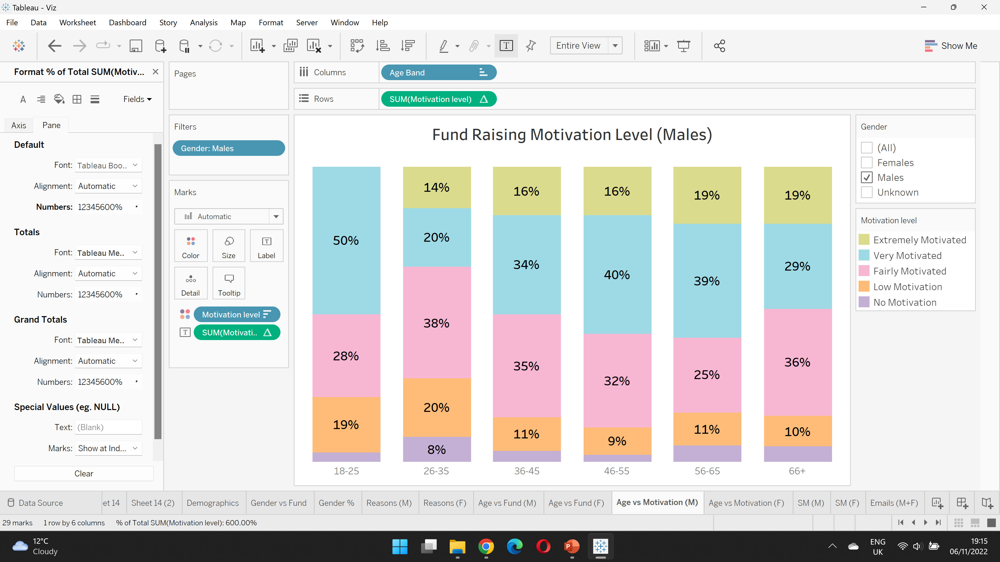 Tableau - Viz
File Data Worksheet Dashboard Story Analysis Map Format Server Window Help
T Entire View Show Me
Format % of Total SUM(Motiv...
A Fields
Axis Pane
Default
Font: Tableau Boo..
Alignment: Automatic
Numbers: 12345600%
Totals
Font: Tableau Me..
Alignment: Automatic
Numbers: 12345600%
Grand Totals
Font: Tableau Me..
Alignment: Automatic
Numbers: 12345600%
Special Values (eg. NULL)
Text: (Blank)
Marks: Show at Ind...
Clear
Pages
Filters
Gender: Males
Marks
Automatic
Color Size T Label
Detail Tooltip
Motivation level
T SUM(Motivati..
Columns Age Band
Rows SUM(Motivation level)
Fund Raising Motivation Level (Males)
50%
28%
19%
14%
20%
38%
20%
8%
16%
34%
35%
11%
16%
40%
32%
9%
19%
39%
25%
11%
19%
29%
36%
10%
18-25 26-35 36-45 46-55 56-65 66+
Gender
(All)
Females
Males
Unknown
Motivation level
Extremely Motivated
Very Motivated
Fairly Motivated
Low Motivation
No Motivation
Data Source et 14 Sheet 14 (2) Demographics Gender vs Fund Gender % Reasons (M) Reasons (F) Age vs Fund (M) Age vs Fund (F) Age vs Motivation (M) Age vs Motivation (F) SM (M) SM (F) Emails (M+F)
29 marks 1 row by 6 columns % of Total SUM(Motivation level): 600.00%
12°C
Cloudy
P
ENG
UK
19:15
06/11/2022